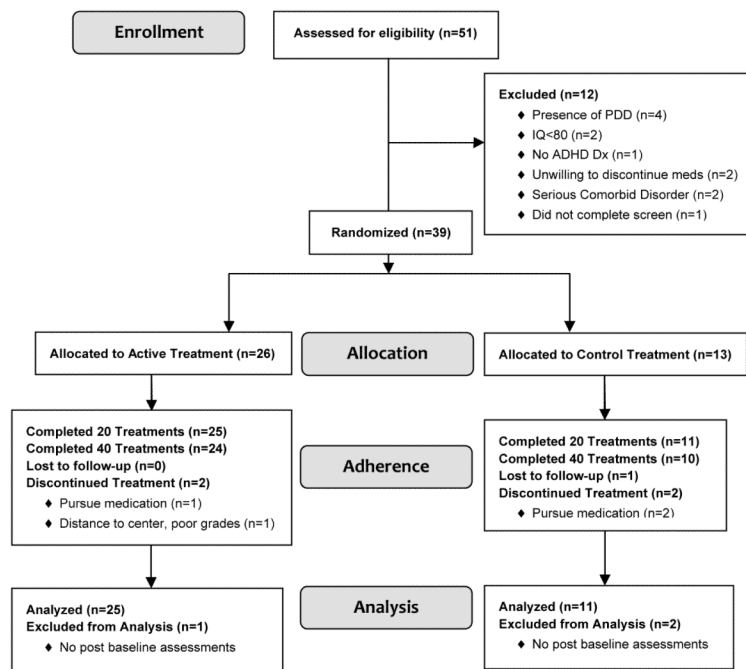 Enrollment
Assessed for eligibility (n=51)
Excluded (n=12)
♦ Presence of PDD (n=4)
♦ IQ<80 (n=2)
♦ No ADHD Dx (n=1)
♦ Unwilling to discontinue meds (n=2)
♦ Serious Comorbid Disorder (n=2)
♦ Did not complete screen (n=1)
Randomized (n=39)
Allocated to Active Treatment (n=26)
Allocation
Allocated to Control Treatment (n=13)
Completed 20 Treatments (n=25)
Completed 40 Treatments (n=24)
Lost to follow-up (n=0)
Discontinued Treatment (n=2)
♦ Pursue medication (n=1)
♦ Distance to center, poor grades (n=1)
Adherence
Completed 20 Treatments (n=11)
Completed 40 Treatments (n=10)
Lost to follow-up (n=1)
Discontinued Treatment (n=2)
♦ Pursue medication (n=2)
Analyzed (n=25)
Excluded from Analysis (n=1)
♦ No post baseline assessments
Analysis
Analyzed (n=11)
Excluded from Analysis (n=2)
♦ No post baseline assessments